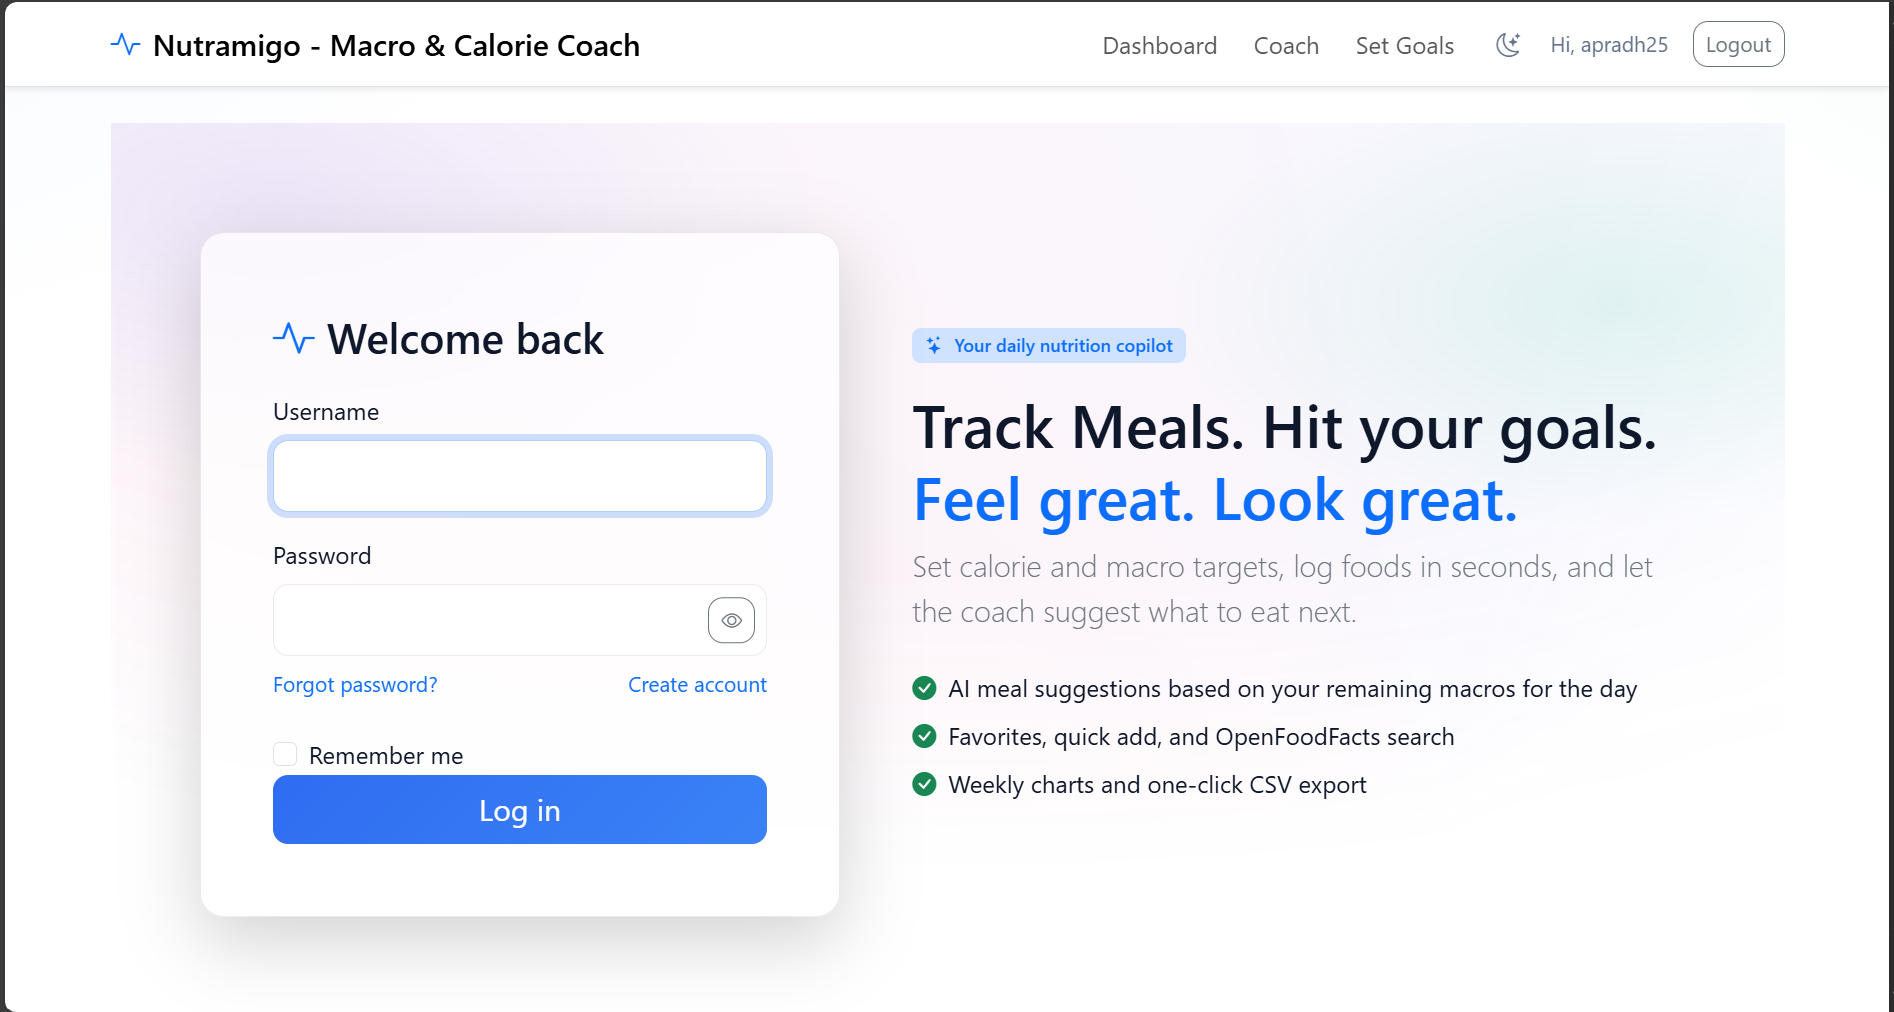 Nutramigo - Macro & Calorie Coach
Dashboard
Coach
Set Goals
Hi, apradh25
Logout
Welcome back
Username
Password
Forgot password?
Create account
Remember me
Log in
Your daily nutrition copilot
Track Meals. Hit your goals.
Feel great. Look great.
Set calorie and macro targets, log foods in seconds, and let
the coach suggest what to eat next.
AI meal suggestions based on your remaining macros for the day
Favorites, quick add, and OpenFoodFacts search
Weekly charts and one-click CSV export